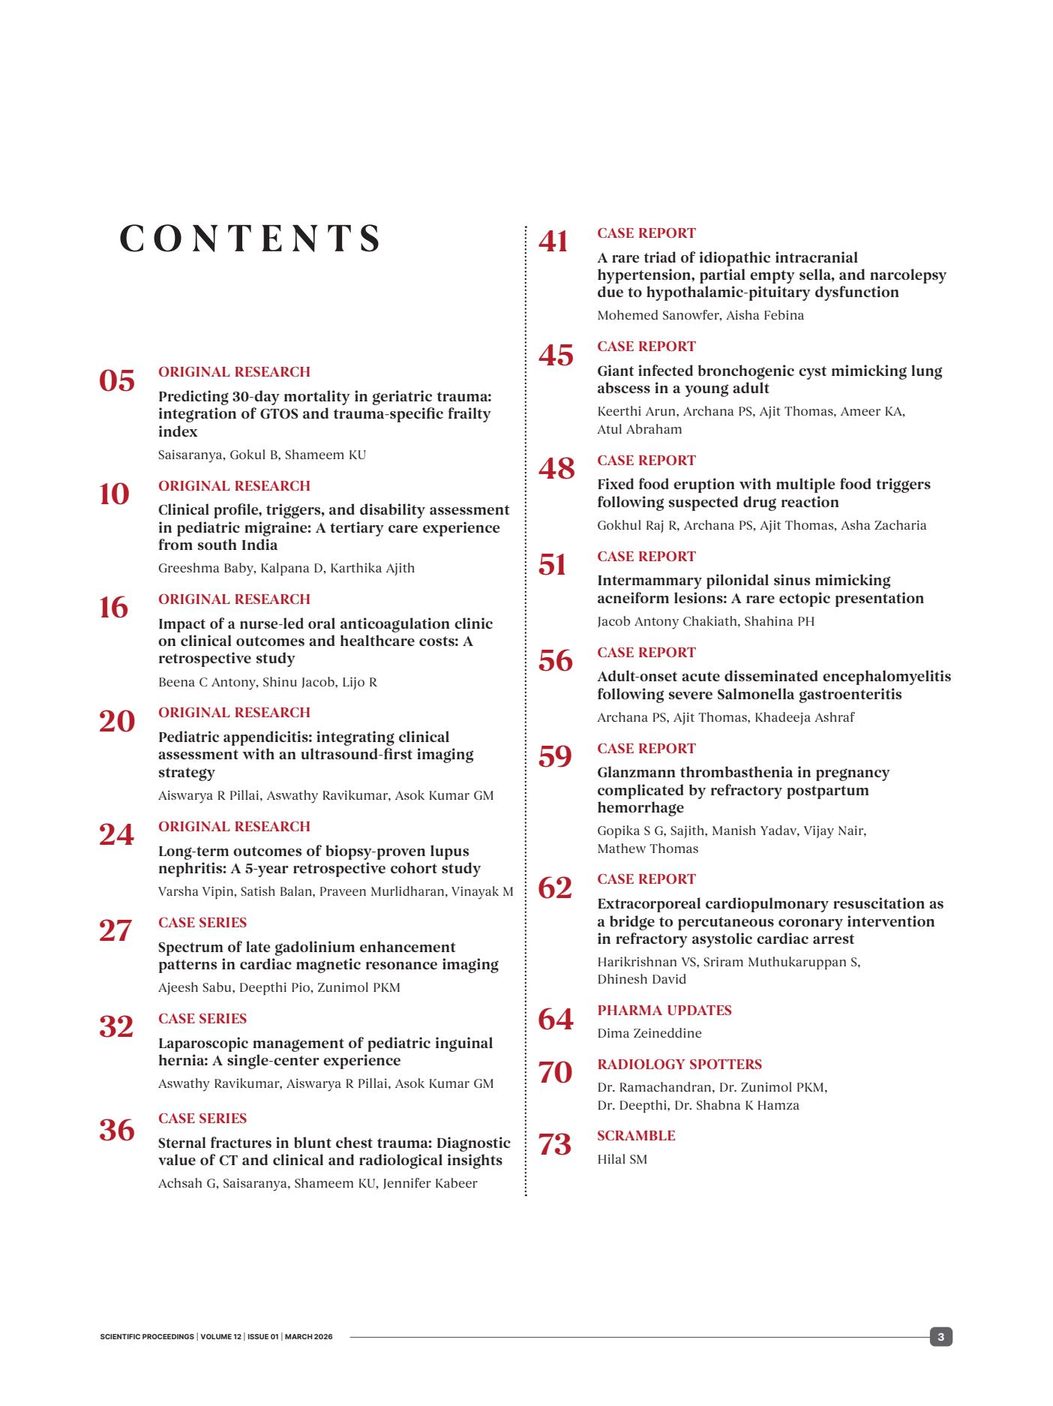 CONTENTS
05
ORIGINAL RESEARCH
Predicting 30-day mortality in geriatric trauma:
integration of GTOS and trauma-specific frailty
index
Saisaranya, Gokul B, Shameem KU
10
ORIGINAL RESEARCH
Clinical profile, triggers, and disability assessment
in pediatric migraine: A tertiary care experience
from south India
Greeshma Baby, Kalpana D, Karthika Ajith
16
ORIGINAL RESEARCH
Impact of a nurse-led oral anticoagulation clinic
on clinical outcomes and healthcare costs: A
retrospective study
Beena C Antony, Shinu Jacob, Lijo R
20
ORIGINAL RESEARCH
Pediatric appendicitis: integrating clinical
assessment with an ultrasound-first imaging
strategy
Aiswarya R Pillai, Aswathy Ravikumar, Asok Kumar GM
24
ORIGINAL RESEARCH
Long-term outcomes of biopsy-proven lupus
nephritis: A 5-year retrospective cohort study
Varsha Vipin, Satish Balan, Praveen Murlidharan, Vinayak M
27
CASE SERIES
Spectrum of late gadolinium enhancement
patterns in cardiac magnetic resonance imaging
Ajeesh Sabu, Deepthi Pio, Zunimol PKM
32
CASE SERIES
Laparoscopic management of pediatric inguinal
hernia: A single-center experience
Aswathy Ravikumar, Aiswarya R Pillai, Asok Kumar GM
36
CASE SERIES
Sternal fractures in blunt chest trauma: Diagnostic
value of CT and clinical and radiological insights
Achsah G, Saisaranya, Shameem KU, Jennifer Kabeer
41
CASE REPORT
A rare triad of idiopathic intracranial
hypertension, partial empty sella, and narcolepsy
due to hypothalamic-pituitary dysfunction
Mohemed Sanowfer, Aisha Febina
45
CASE REPORT
Giant infected bronchogenic cyst mimicking lung
abscess in a young adult
Keerthi Arun, Archana PS, Ajit Thomas, Ameer KA,
Atul Abraham
48
CASE REPORT
Fixed food eruption with multiple food triggers
following suspected drug reaction
Gokhul Raj R, Archana PS, Ajit Thomas, Asha Zacharia
51
CASE REPORT
Intermammary pilonidal sinus mimicking
acneiform lesions: A rare ectopic presentation
Jacob Antony Chakiath, Shahina PH
56
CASE REPORT
Adult-onset acute disseminated encephalomyelitis
following severe Salmonella gastroenteritis
Archana PS, Ajit Thomas, Khadeeja Ashraf
59
CASE REPORT
Glanzmann thrombasthenia in pregnancy
complicated by refractory postpartum
hemorrhage
Gopika S G, Sajith, Manish Yadav, Vijay Nair,
Mathew Thomas
62
CASE REPORT
Extracorporeal cardiopulmonary resuscitation as
a bridge to percutaneous coronary intervention
in refractory asystolic cardiac arrest
Harikrishnan VS, Sriram Muthukaruppan S,
Dhinesh David
64
PHARMA UPDATES
Dima Zeineddine
70
RADIOLOGY SPOTTERS
Dr. Ramachandran, Dr. Zunimol PKM,
Dr. Deepthi, Dr. Shabna K Hamza
73
SCRAMBLE
Hilal SM
SCIENTIFIC PROCEEDINGS | VOLUME 12 | ISSUE 01 | MARCH 2026
3